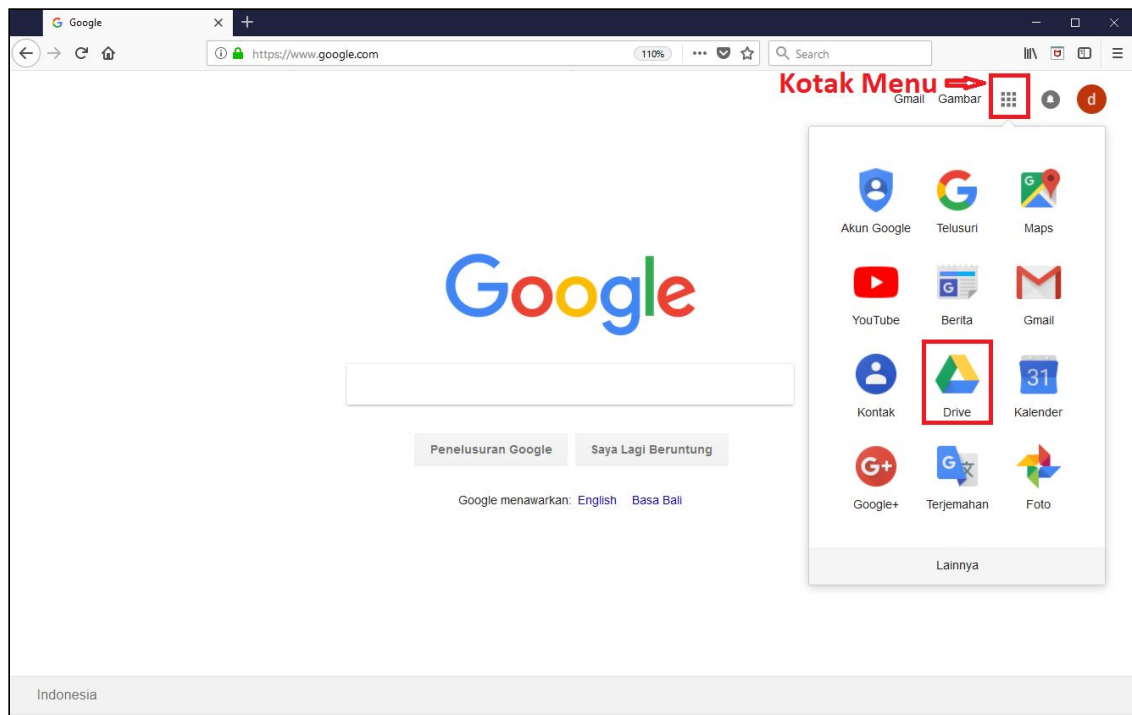 Google
https://www.google.com
110%
Search
Kotak Menu
Gmail Gambar
d
Akun Google Telusuri Maps
YouTube Berita Gmail
31
Kontak Drive Kalender
G+
Google+ Terjemahan Foto
Lainnya
Google
Penelusuran Google Saya Lagi Beruntung
Google menawarkan: English Basa Bali
Indonesia